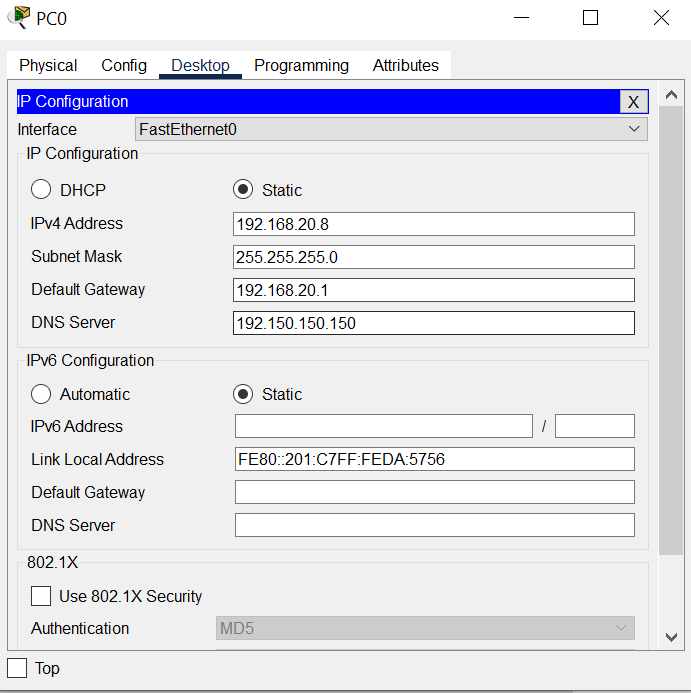 PC0
Physical Config Desktop Programming Attributes
IP Configuration X
Interface FastEthernet0
IP Configuration
DHCP Static
IPv4 Address 192.168.20.8
Subnet Mask 255.255.255.0
Default Gateway 192.168.20.1
DNS Server 192.150.150.150
IPv6 Configuration
Automatic Static
IPv6 Address /
Link Local Address FE80::201:C7FF:FEDA:5756
Default Gateway
DNS Server
802.1X
Use 802.1X Security
Authentication MD5
Top